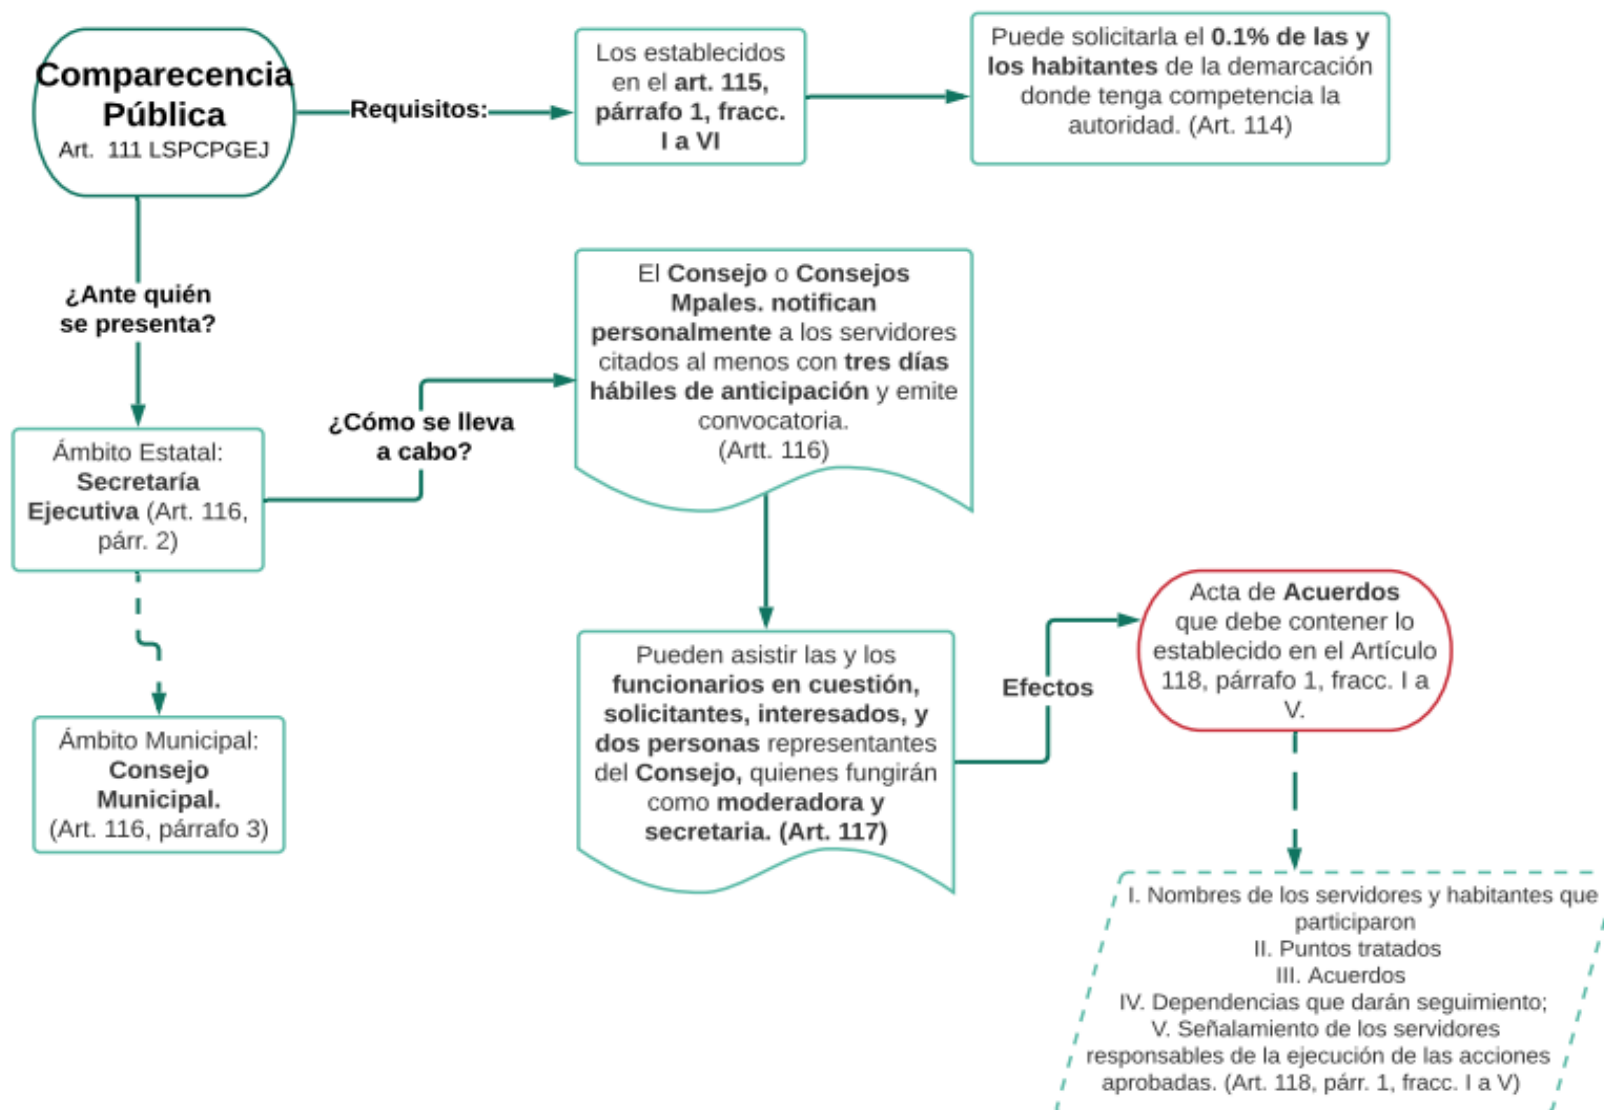 Comparecencia
Pública
Art. 111 LSPCPGEJ
Requisitos:
Los establecidos
en el art. 115,
párrafo 1, fracc.
I a VI
Puede solicitarla el 0.1% de las y
los habitantes de la demarcación
donde tenga competencia la
autoridad. (Art. 114)
¿Ante quién
se presenta?
Ámbito Estatal:
Secretaría
Ejecutiva (Art. 116,
párr. 2)
Ámbito Municipal:
Consejo
Municipal.
(Art. 116, párrafo 3)
¿Cómo se lleva
a cabo?
El Consejo o Consejos
Mpales. notifican
personalmente a los servidores
citados al menos con tres días
hábiles de anticipación y emite
convocatoria.
(Artt. 116)
Pueden asistir las y los
funcionarios en cuestión,
solicitantes, interesados, y
dos personas representantes
del Consejo, quienes fungirán
como moderadora y
secretaria. (Art. 117)
Efectos
Acta de Acuerdos
que debe contener lo
establecido en el Artículo
118, párrafo 1, fracc. I a
V.
I. Nombres de los servidores y habitantes que
participaron
II. Puntos tratados
III. Acuerdos
IV. Dependencias que darán seguimiento;
V. Señalamiento de los servidores
responsables de la ejecución de las acciones
aprobadas. (Art. 118, párr. 1, fracc. I a V)